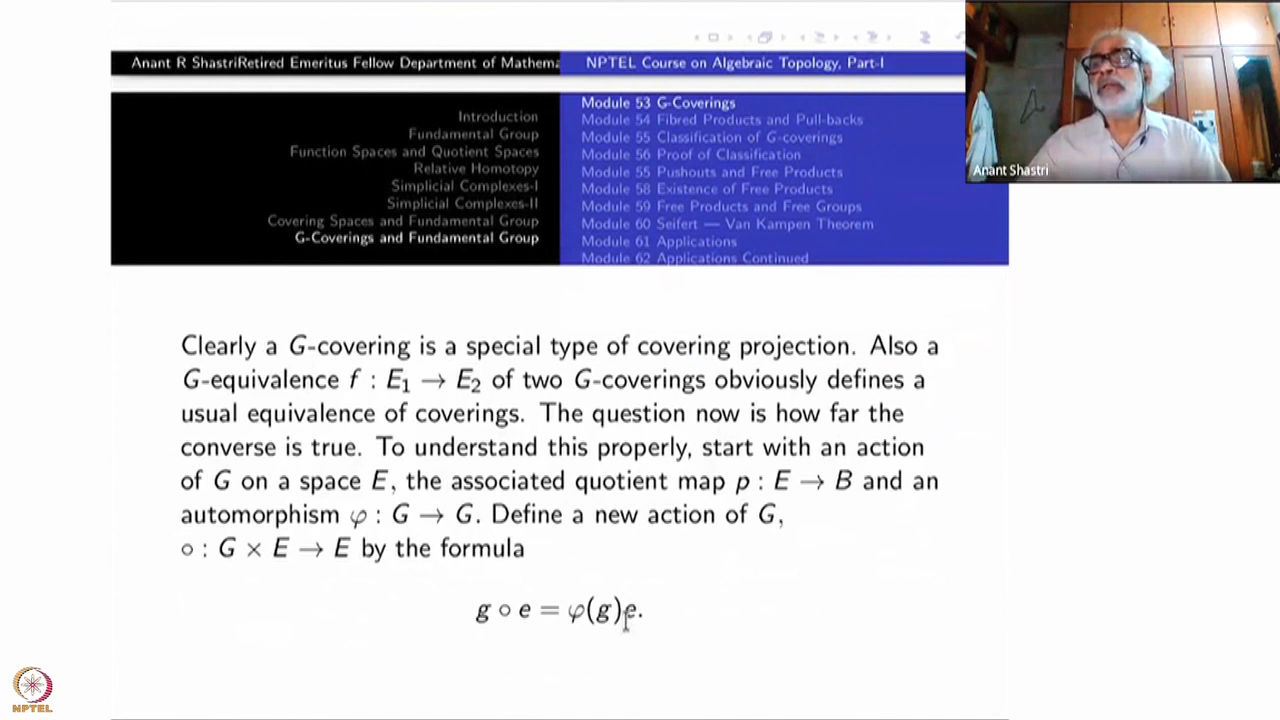 Anant R ShastriRetired Emeritus Fellow Department of Mathema
NPTEL Course on Algebraic Topology, Part-I
Introduction
Fundamental Group
Function Spaces and Quotient Spaces
Relative Homotopy
Simplicial Complexes-I
Simplicial Complexes-II
Covering Spaces and Fundamental Group
G-Coverings and Fundamental Group
Module 53 G-Coverings
Module 54 Fibred Products and Pull-backs
Module 55 Classification of G-coverings
Module 56 Proof of Classification
Module 55 Pushouts and Free Products
Module 58 Existence of Free Products
Module 59 Free Products and Free Groups
Module 60 Seifert — Van Kampen Theorem
Module 61 Applications
Module 62 Applications Continued
Anant Shastri
Clearly a G-covering is a special type of covering projection. Also a
G-equivalence f : E₁ → E₂ of two G-coverings obviously defines a
usual equivalence of coverings. The question now is how far the
converse is true. To understand this properly, start with an action
of G on a space E, the associated quotient map p : E → B and an
automorphism φ : G → G. Define a new action of G,
∘ : G × E → E by the formula
g ∘ e = φ(g)e.
NPTEL